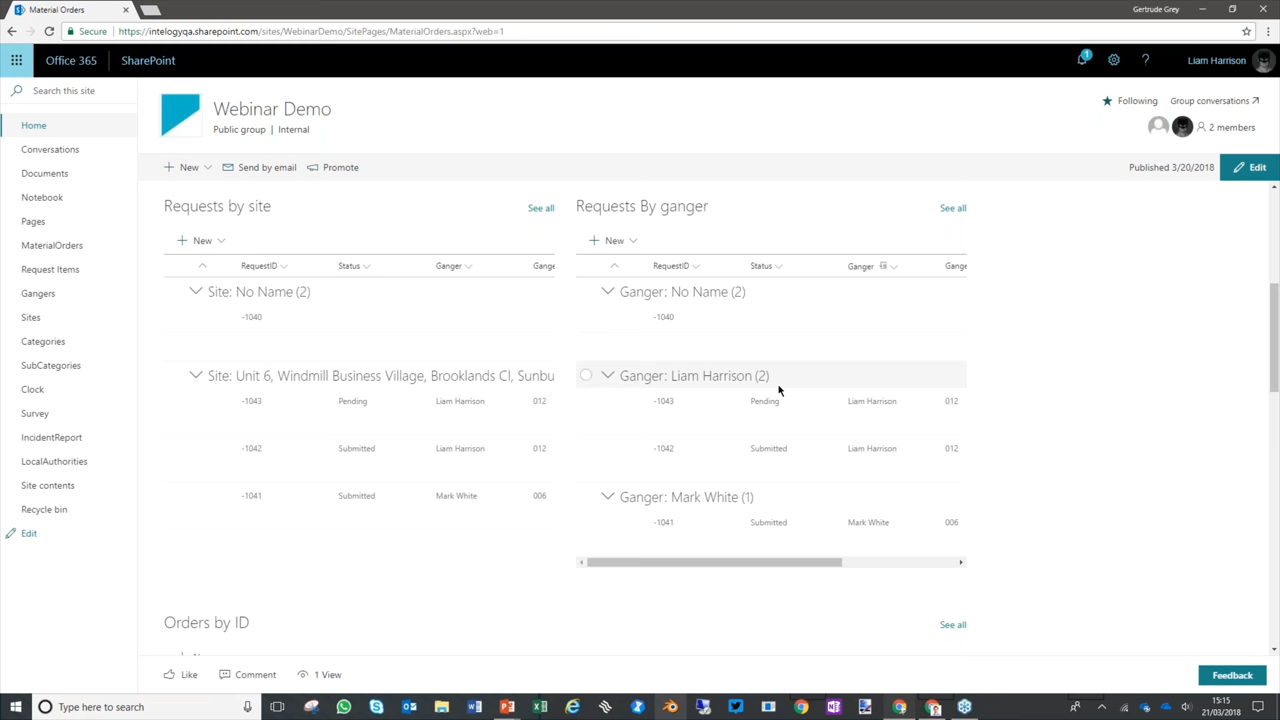 Material Orders
Gertrude Grey
Secure
https://intelogyqa.sharepoint.com/sites/WebinarDemo/SitePages/MaterialOrders.aspx?web=1
Office 365
SharePoint
1
Liam Harrison
Search this site
Home
Conversations
Documents
Notebook
Pages
MaterialOrders
Request Items
Gangers
Sites
Categories
SubCategories
Clock
Survey
IncidentReport
LocalAuthorities
Site contents
Recycle bin
Edit
Webinar Demo
Public group | Internal
Following
Group conversations
2 members
New
Send by email
Promote
Published 3/20/2018
Edit
Requests by site
See all
New
RequestID Status Ganger Gange
Site: No Name (2)
-1040
Site: Unit 6, Windmill Business Village, Brooklands Cl, Sunbu
-1043 Pending Liam Harrison 012
-1042 Submitted Liam Harrison 012
-1041 Submitted Mark White 006
Requests By ganger
See all
New
RequestID Status Ganger Gange
Ganger: No Name (2)
-1040
Ganger: Liam Harrison (2)
-1043 Pending Liam Harrison 012
-1042 Submitted Liam Harrison 012
Ganger: Mark White (1)
-1041 Submitted Mark White 006
Orders by ID
See all
Like
Comment
1 View
Feedback
Type here to search
15:15
21/03/2018